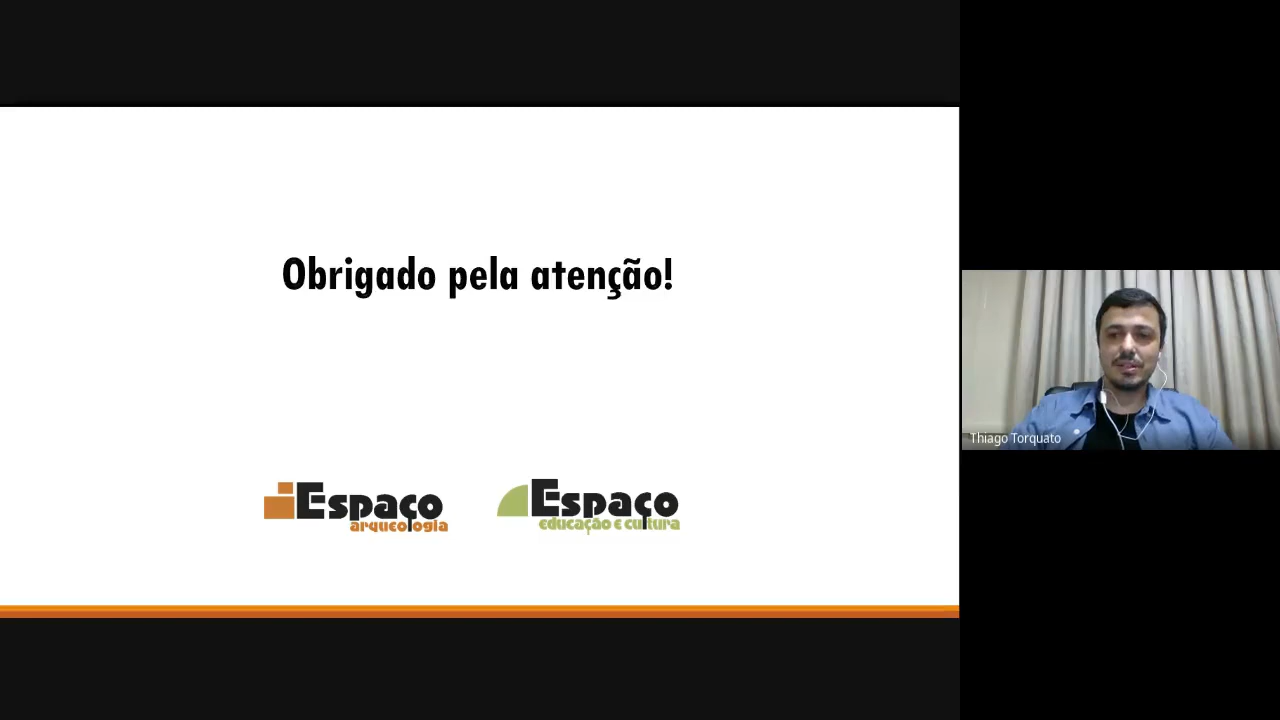 Obrigado pela atenção!
Espaço
arqueologia
Espaço
educação e cultura
Thiago Torquato